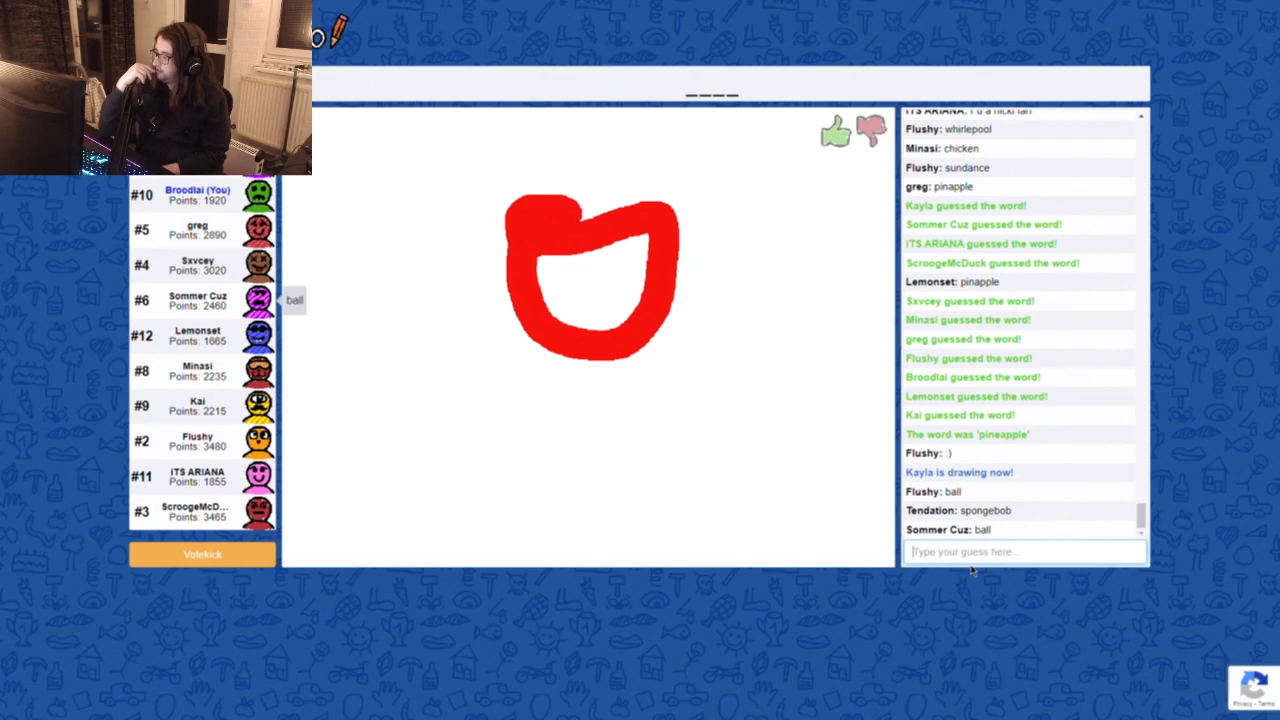 o
_ _ _ _
Flushy: whirlepool
Minasi: chicken
Flushy: sundance
greg: pinapple
Kayla guessed the word!
Sommer Cuz guessed the word!
iTS ARIANA guessed the word!
ScroogeMcDuck guessed the word!
Lemonset: pinapple
Sxvcey guessed the word!
Minasi guessed the word!
greg guessed the word!
Flushy guessed the word!
Broodlai guessed the word!
Lemonset guessed the word!
Kai guessed the word!
The word was 'pineapple'
Flushy: :)
Kayla is drawing now!
Flushy: ball
Tendation: spongebob
Sommer Cuz: ball
Type your guess here...
#10 Broodlai (You)
Points: 1920
#5 greg
Points: 2890
#4 Sxvcey
Points: 3020
#6 Sommer Cuz
Points: 2460
ball
#12 Lemonset
Points: 1665
#8 Minasi
Points: 2235
#9 Kai
Points: 2215
#2 Flushy
Points: 3480
#11 iTS ARIANA
Points: 1855
#3 ScroogeMcD...
Points: 3465
Votekick
Privacy - Terms